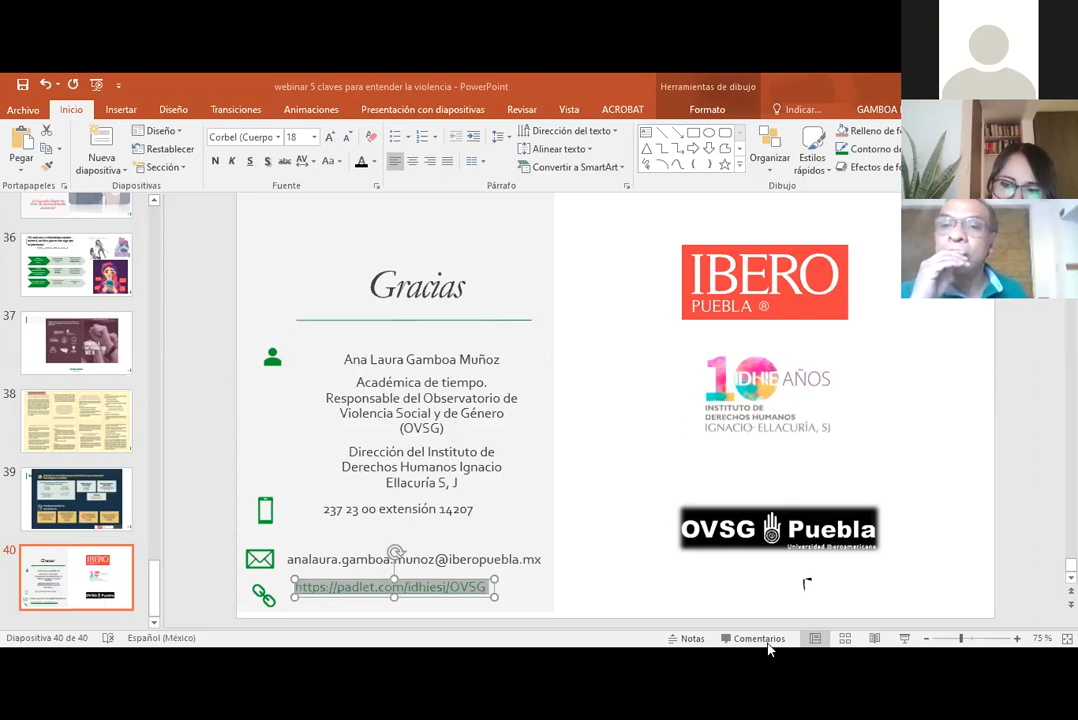 webinar 5 claves para entender la violencia - PowerPoint
Herramientas de dibujo
Archivo
Inicio
Insertar
Diseño
Transiciones
Animaciones
Presentación con diapositivas
Revisar
Vista
ACROBAT
Formato
Indicar...
GAMBOA
Pegar
Nueva diapositiva
Diseño
Restablecer
Sección
Corbel (Cuerpo)
18
N K S S abc AV Aa A
Dirección del texto
Alinear texto
Convertir a SmartArt
Organizar
Estilos rápidos
Relleno de
Contorno de
Efectos de
Portapapeles
Diapositivas
Fuente
Párrafo
Dibujo
36
37
38
39
40
Gracias
Ana Laura Gamboa Muñoz
Académica de tiempo.
Responsable del Observatorio de
Violencia Social y de Género
(OVSG)
Dirección del Instituto de
Derechos Humanos Ignacio
Ellacuría S, J
237 23 00 extensión 14207
analaura.gamboa.munoz@iberopuebla.mx
https://padlet.com/idhiesj/OVSG
IBERO
PUEBLA ®
10 IDHIE AÑOS
INSTITUTO DE
DERECHOS HUMANOS
IGNACIO ELLACURÍA, SJ
OVSG Puebla
Universidad Iberoamericana
Diapositiva 40 de 40
Español (México)
Notas
Comentarios
75 %